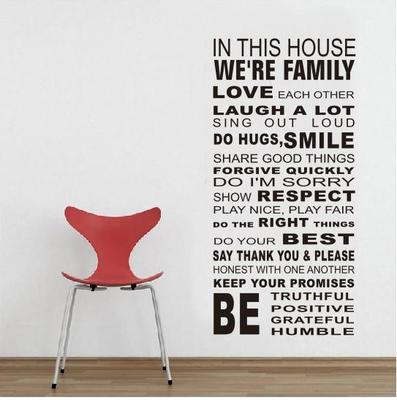 IN THIS HOUSE
WE'RE FAMILY
LOVE EACH OTHER
LAUGH A LOT
SING OUT LOUD
DO HUGS, SMILE
SHARE GOOD THINGS
FORGIVE QUICKLY
DO I'M SORRY
SHOW RESPECT
PLAY NICE, PLAY FAIR
DO THE RIGHT THINGS
DO YOUR BEST
SAY THANK YOU & PLEASE
HONEST WITH ONE ANOTHER
KEEP YOUR PROMISES
BE TRUTHFUL
POSITIVE
GRATEFUL
HUMBLE